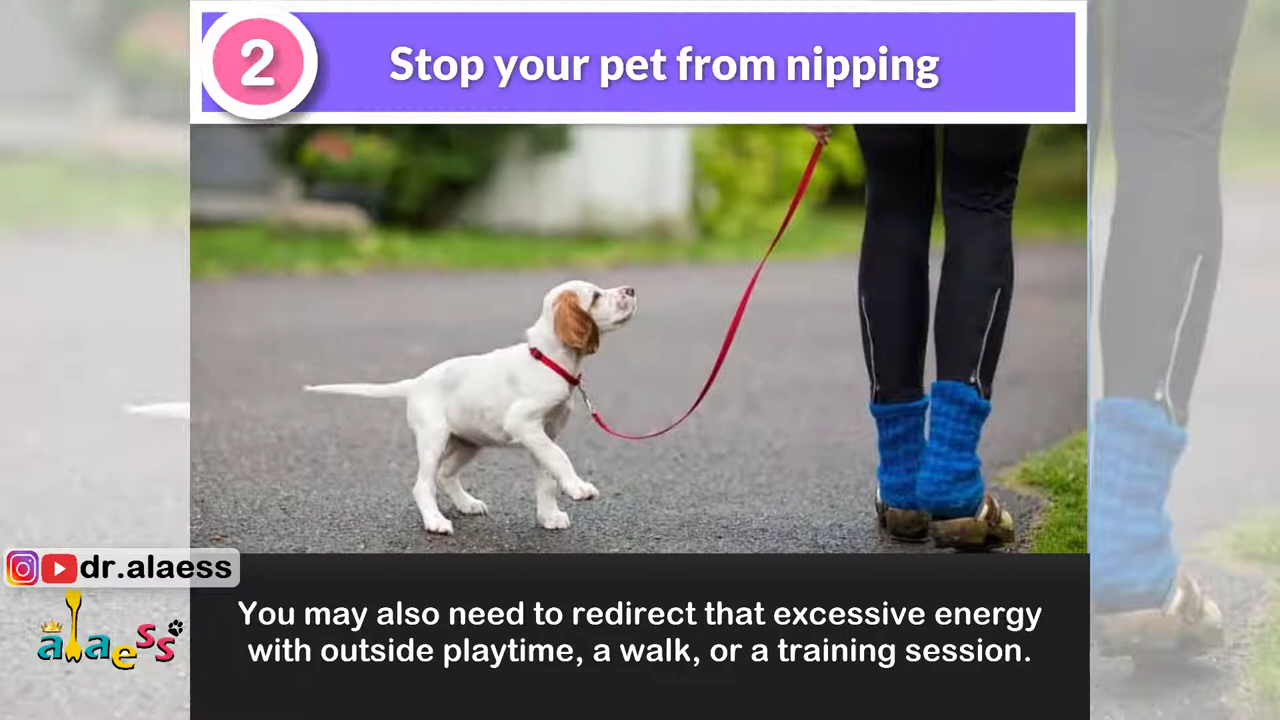 2
Stop your pet from nipping
dr.alaess
alaess
You may also need to redirect that excessive energy
with outside playtime, a walk, or a training session.